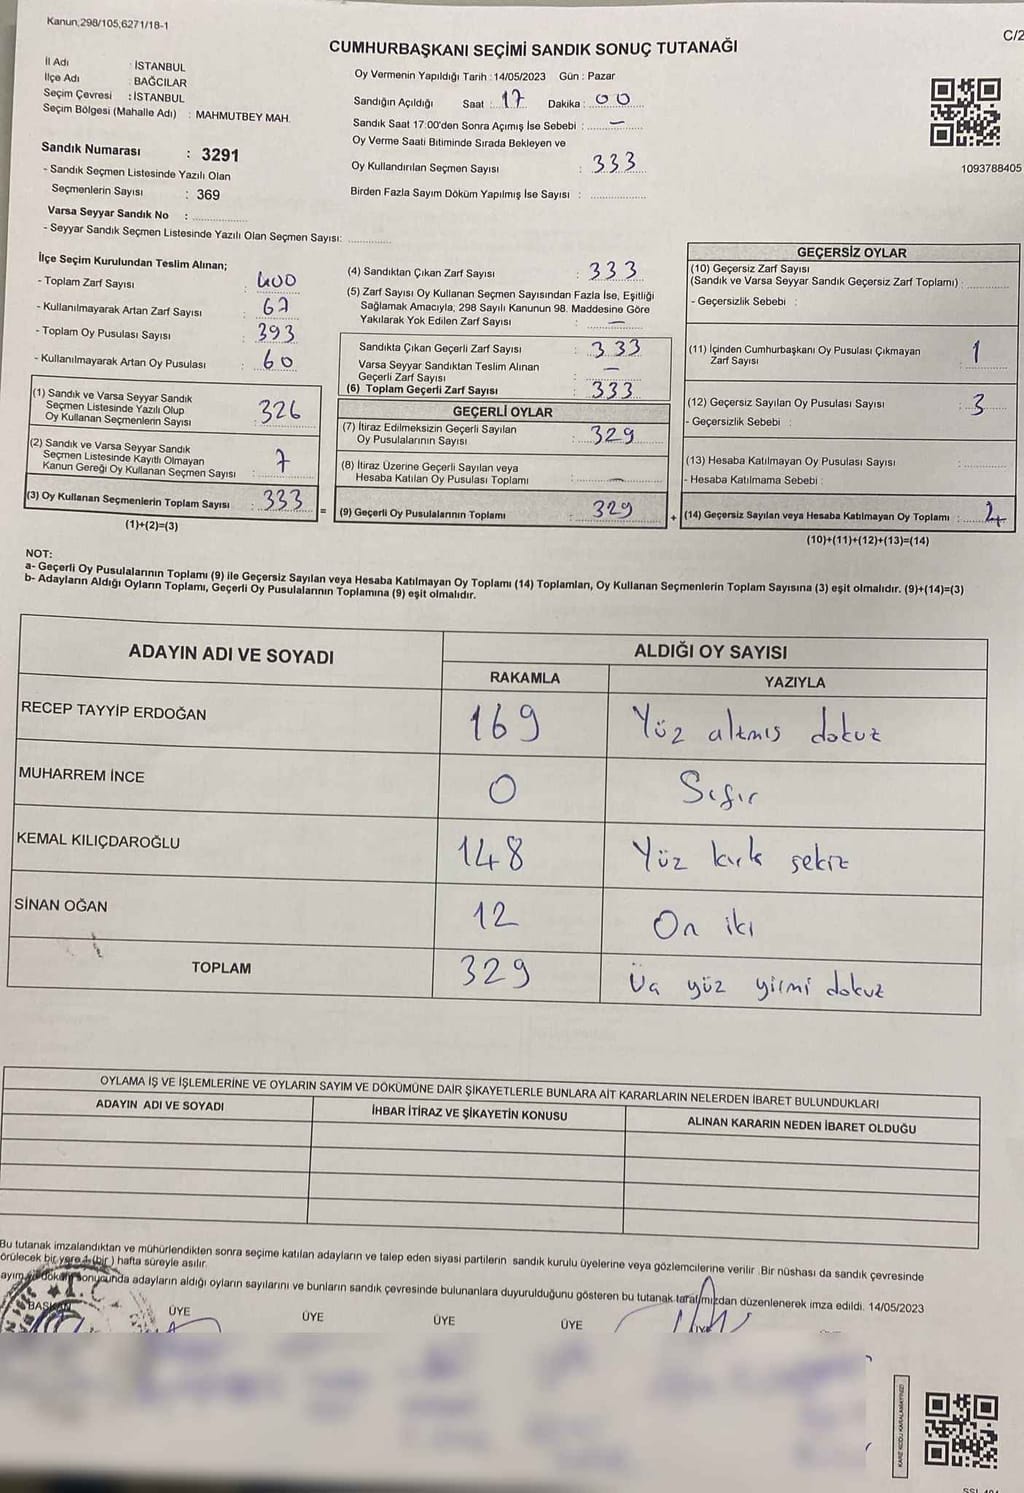 Kanun,298/105,6271/18-1
C/2
CUMHURBAŞKANI SEÇİMİ SANDIK SONUÇ TUTANAĞI
İl Adı : İSTANBUL
İlçe Adı : BAĞCILAR
Seçim Çevresi : İSTANBUL
Seçim Bölgesi (Mahalle Adı) : MAHMUTBEY MAH.
Sandık Numarası : 3291
- Sandık Seçmen Listesinde Yazılı Olan
Seçmenlerin Sayısı : 369
Varsa Seyyar Sandık No :
- Seyyar Sandık Seçmen Listesinde Yazılı Olan Seçmen Sayısı:
Oy Vermenin Yapıldığı Tarih : 14/05/2023 Gün : Pazar
Sandığın Açıldığı Saat : 17 Dakika : 00
Sandık Saat 17:00'den Sonra Açımış İse Sebebi : —
Oy Verme Saati Bitiminde Sırada Bekleyen ve
Oy Kullandırılan Seçmen Sayısı : 333
Birden Fazla Sayım Döküm Yapılmış İse Sayısı :
1093788405
İlçe Seçim Kurulundan Teslim Alınan;
- Toplam Zarf Sayısı : 400
- Kullanılmayarak Artan Zarf Sayısı : 67
- Toplam Oy Pusulası Sayısı : 393
- Kullanılmayarak Artan Oy Pusulası : 60
(1) Sandık ve Varsa Seyyar Sandık
Seçmen Listesinde Yazılı Olup
Oy Kullanan Seçmenlerin Sayısı : 326
(2) Sandık ve Varsa Seyyar Sandık
Seçmen Listesinde Kayıtlı Olmayan
Kanun Gereği Oy Kullanan Seçmen Sayısı : 7
(3) Oy Kullanan Seçmenlerin Toplam Sayısı : 333 =
(1)+(2)=(3)
(4) Sandıktan Çıkan Zarf Sayısı : 333
(5) Zarf Sayısı Oy Kullanan Seçmen Sayısından Fazla İse, Eşitliği
Sağlamak Amacıyla, 298 Sayılı Kanunun 98. Maddesine Göre
Yakılarak Yok Edilen Zarf Sayısı : —
Sandıkta Çıkan Geçerli Zarf Sayısı : 333
Varsa Seyyar Sandıktan Teslim Alınan
Geçerli Zarf Sayısı : —
(6) Toplam Geçerli Zarf Sayısı : 333
GEÇERLİ OYLAR
(7) İtiraz Edilmeksizin Geçerli Sayılan
Oy Pusulalarının Sayısı : 329
(8) İtiraz Üzerine Geçerli Sayılan veya
Hesaba Katılan Oy Pusulası Toplamı : —
(9) Geçerli Oy Pusulalarının Toplamı : 329 +
GEÇERSİZ OYLAR
(10) Geçersiz Zarf Sayısı
(Sandık ve Varsa Seyyar Sandık Geçersiz Zarf Toplamı) :
- Geçersizlik Sebebi :
(11) İçinden Cumhurbaşkanı Oy Pusulası Çıkmayan
Zarf Sayısı : 1
(12) Geçersiz Sayılan Oy Pusulası Sayısı : 3
- Geçersizlik Sebebi :
(13) Hesaba Katılmayan Oy Pusulası Sayısı :
- Hesaba Katılmama Sebebi :
(14) Geçersiz Sayılan veya Hesaba Katılmayan Oy Toplamı : 4
(10)+(11)+(12)+(13)=(14)
NOT:
a- Geçerli Oy Pusulalarının Toplamı (9) ile Geçersiz Sayılan veya Hesaba Katılmayan Oy Toplamı (14) Toplamları, Oy Kullanan Seçmenlerin Toplam Sayısına (3) eşit olmalıdır. (9)+(14)=(3)
b- Adayların Aldığı Oyların Toplamı, Geçerli Oy Pusulalarının Toplamına (9) eşit olmalıdır.
ADAYIN ADI VE SOYADI ALDIĞI OY SAYISI
RAKAMLA YAZIYLA
RECEP TAYYİP ERDOĞAN 169 Yüz altmış dokuz
MUHARREM İNCE 0 Sıfır
KEMAL KILIÇDAROĞLU 148 Yüz kırk sekiz
SİNAN OĞAN 12 On iki
TOPLAM 329 Üç yüz yirmi dokuz
OYLAMA İŞ VE İŞLEMLERİNE VE OYLARIN SAYIM VE DÖKÜMÜNE DAİR ŞİKAYETLERLE BUNLARA AİT KARARLARIN NELERDEN İBARET BULUNDUKLARI
ADAYIN ADI VE SOYADI İHBAR İTİRAZ VE ŞİKAYETİN KONUSU ALINAN KARARIN NEDEN İBARET OLDUĞU
Bu tutanak imzalandıktan ve mühürlendikten sonra seçime katılan adayların ve talep eden siyasi partilerin sandık kurulu üyelerine veya gözlemcilerine verilir. Bir nüshası da sandık çevresinde
örülecek bir yere 1 (bir) hafta süreyle asılır.
sonucunda adayların aldığı oyların sayılarını ve bunların sandık çevresinde bulunanlara duyurulduğunu gösteren bu tutanak tarafımızdan düzenlenerek imza edildi. 14/05/2023
BAŞKAN ÜYE ÜYE ÜYE ÜYE ÜYE
T.C.